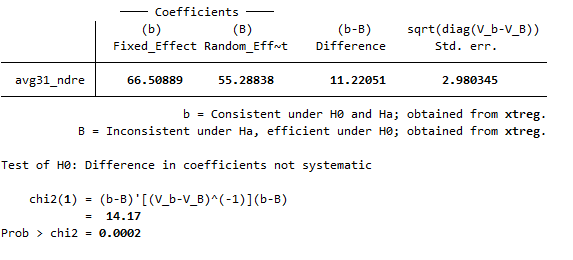 Coefficients
(b) (B) (b-B) sqrt(diag(V_b-V_B))
Fixed_Effect Random_Eff~t Difference Std. err.
avg31_ndre 66.50889 55.28838 11.22051 2.980345
b = Consistent under H0 and Ha; obtained from xtreg.
B = Inconsistent under Ha, efficient under H0; obtained from xtreg.
Test of H0: Difference in coefficients not systematic
chi2(1) = (b-B)'[(V_b-V_B)^(-1)](b-B)
= 14.17
Prob > chi2 = 0.0002